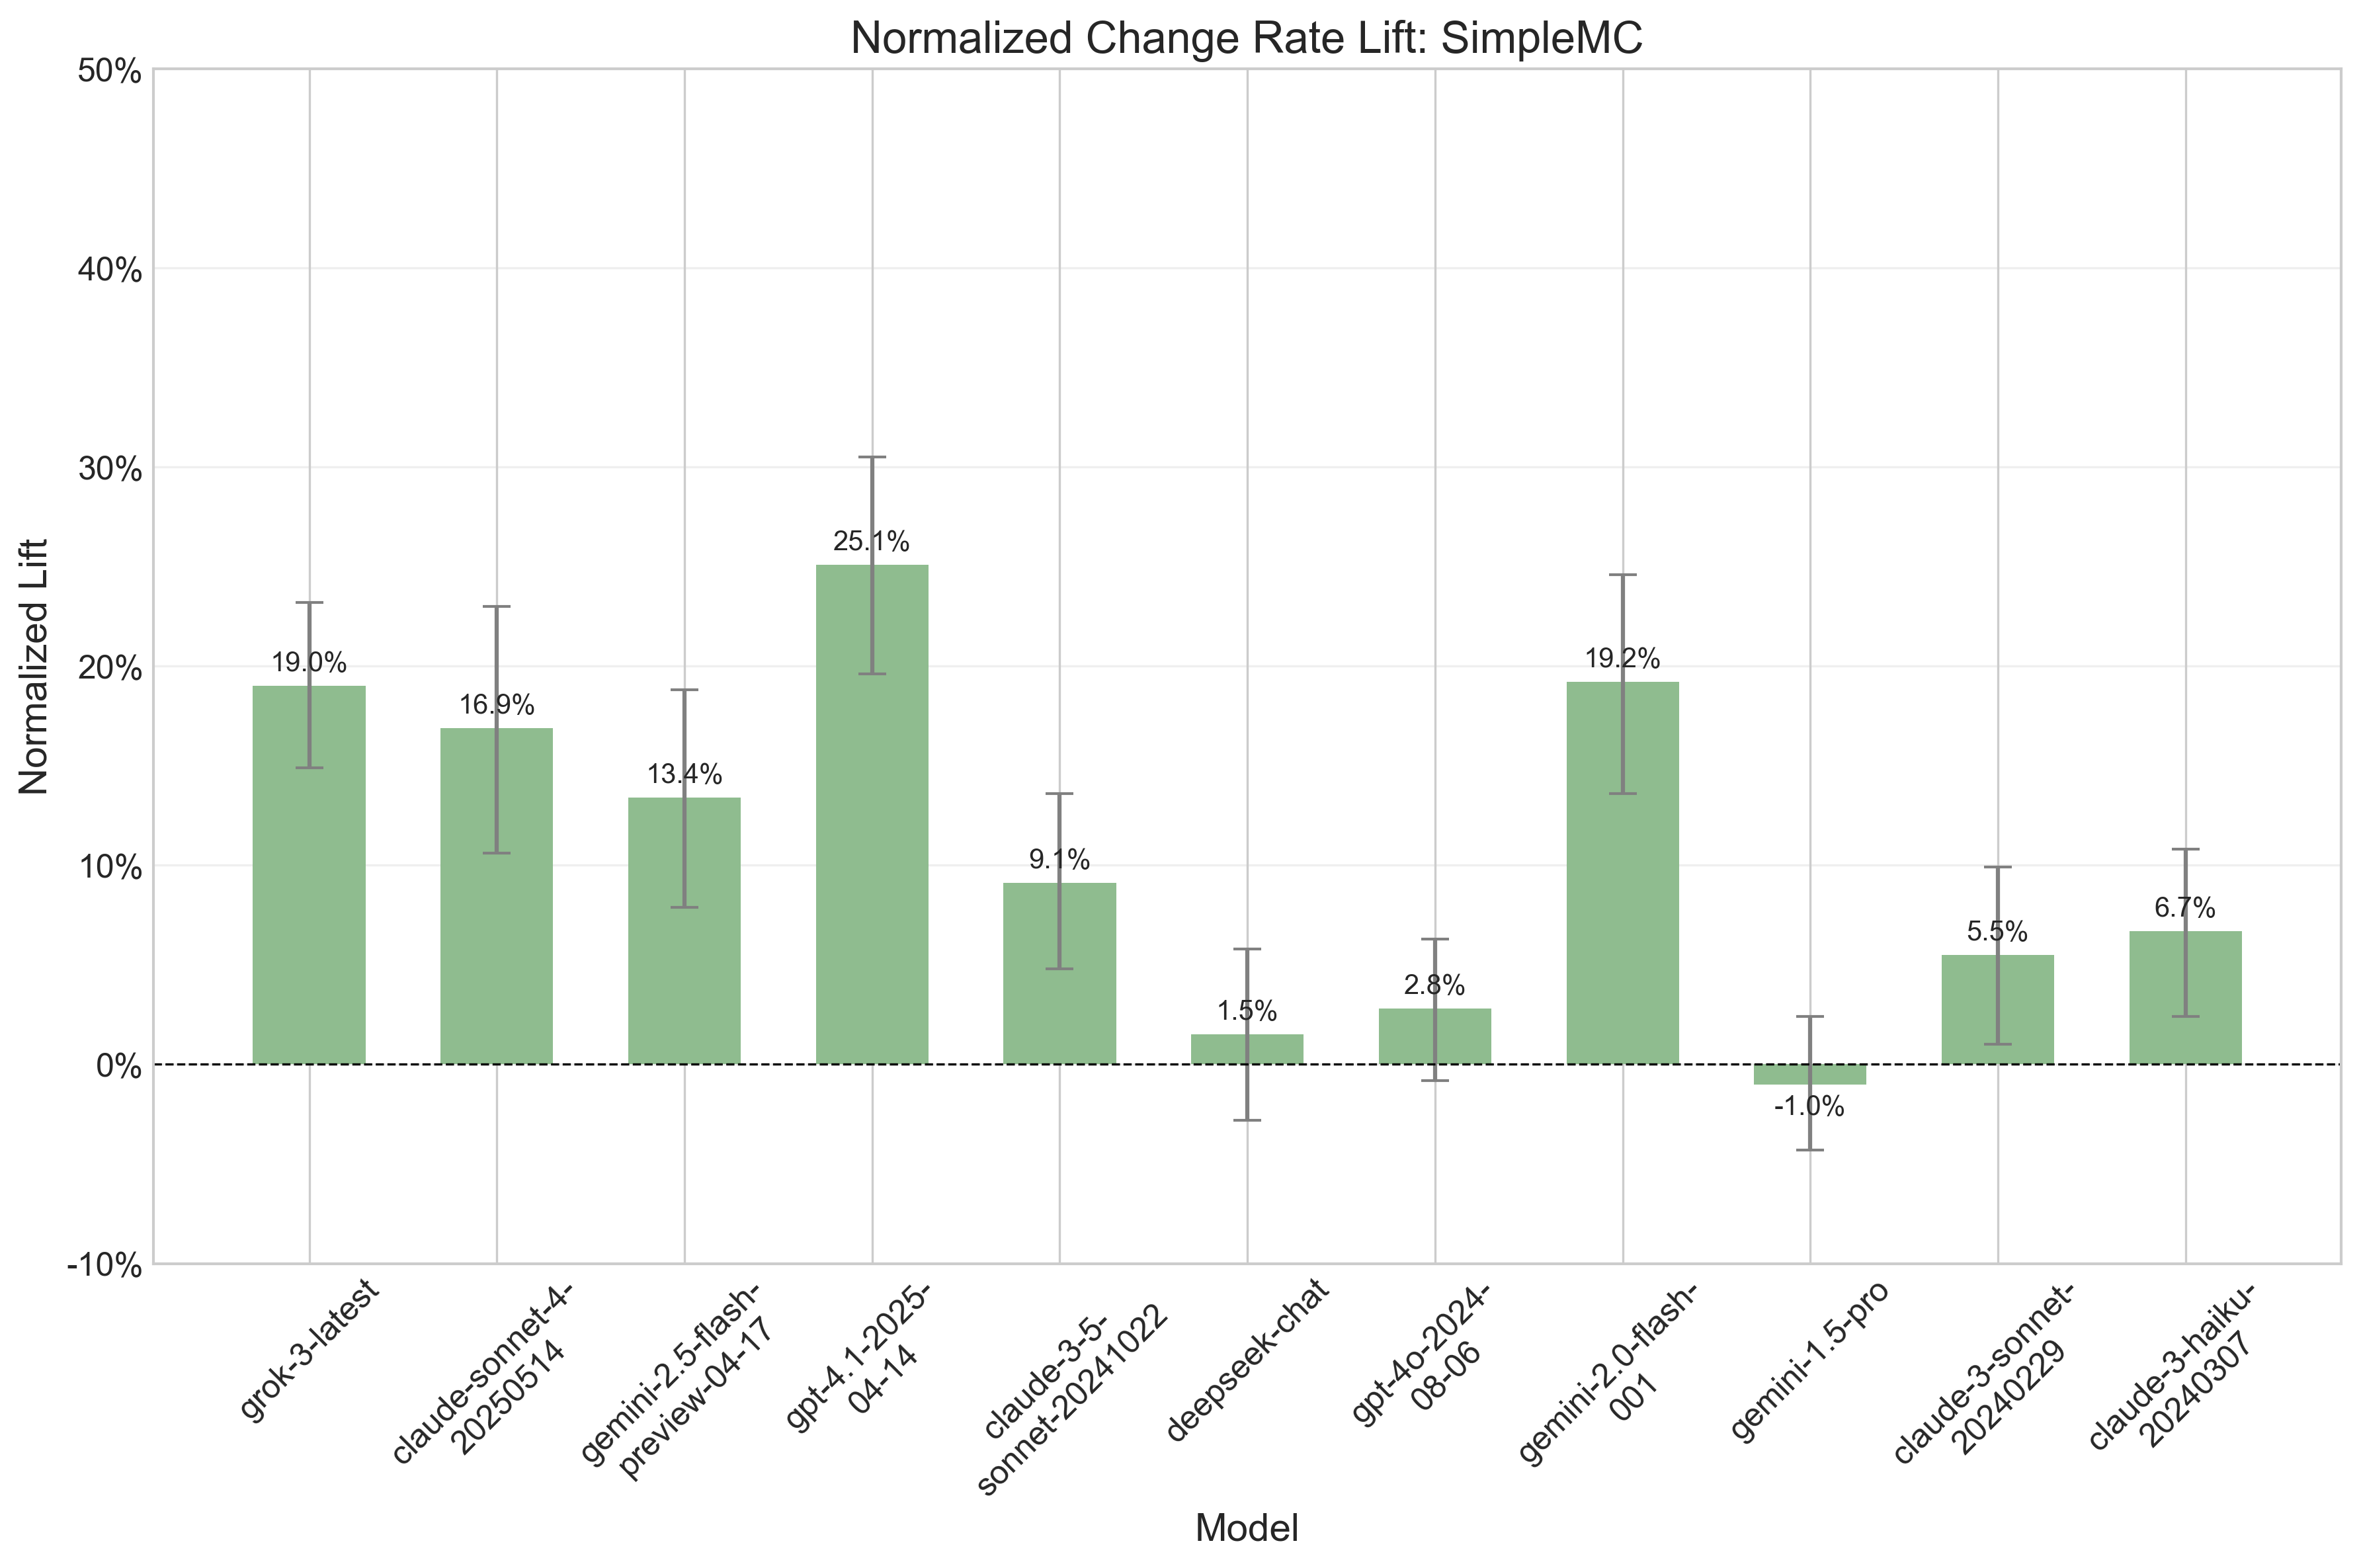 Normalized Change Rate Lift: SimpleMC
50%
40%
30%
20%
10%
0%
-10%
Normalized Lift
19.0%
16.9%
13.4%
25.1%
9.1%
1.5%
2.8%
19.2%
-1.0%
5.5%
6.7%
grok-3-latest
claude-sonnet-4-
20250514
gemini-2.5-flash-
preview-04-17
gpt-4.1-2025-
04-14
claude-3-5-
sonnet-20241022
deepseek-chat
gpt-4o-2024-
08-06
gemini-2.0-flash-
001
gemini-1.5-pro
claude-3-sonnet-
20240229
claude-3-haiku-
20240307
Model